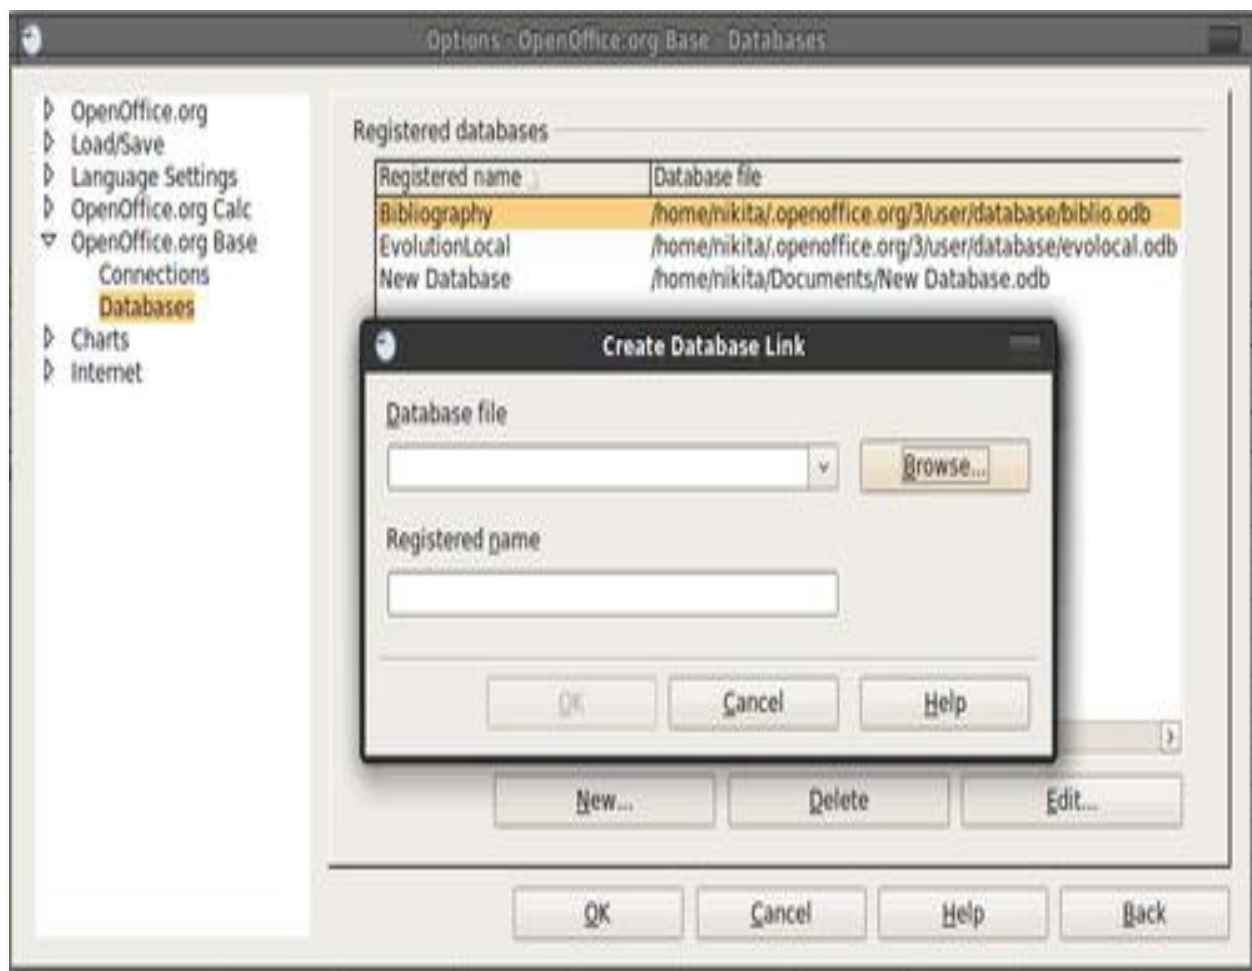 Options - OpenOffice.org Base - Databases
OpenOffice.org
Load/Save
Language Settings
OpenOffice.org Calc
OpenOffice.org Base
Connections
Databases
Charts
Internet
Registered databases
Registered name Database file
Bibliography /home/nikita/.openoffice.org/3/user/database/biblio.odb
EvolutionLocal /home/nikita/.openoffice.org/3/user/database/evolocal.odb
New Database /home/nikita/Documents/New Database.odb
Create Database Link
Database file
Browse...
Registered name
OK Cancel Help
New... Delete Edit...
OK Cancel Help Back